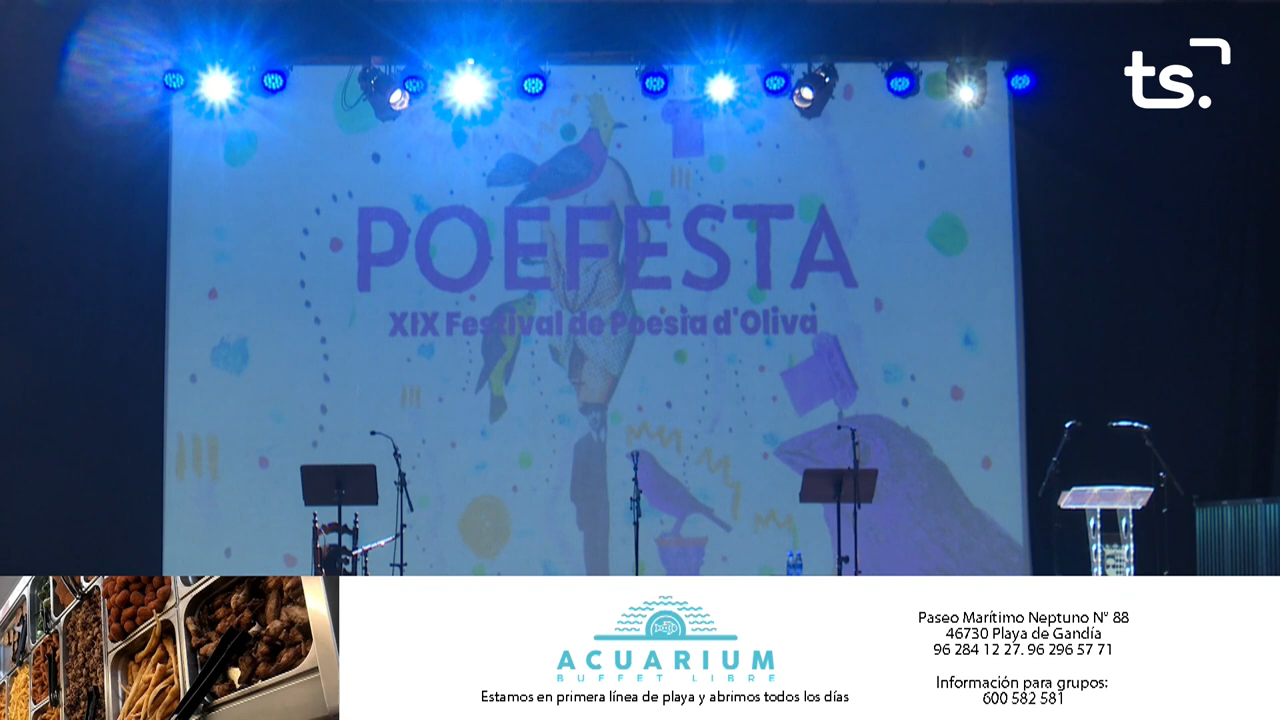 ts.
POEFESTA
XIX Festival de Poesia d'Oliva
ACUARIUM
BUFFET LIBRE
Estamos en primera línea de playa y abrimos todos los días
Paseo Marítimo Neptuno Nº 88
46730 Playa de Gandía
96 284 12 27. 96 296 57 71
Información para grupos:
600 582 581